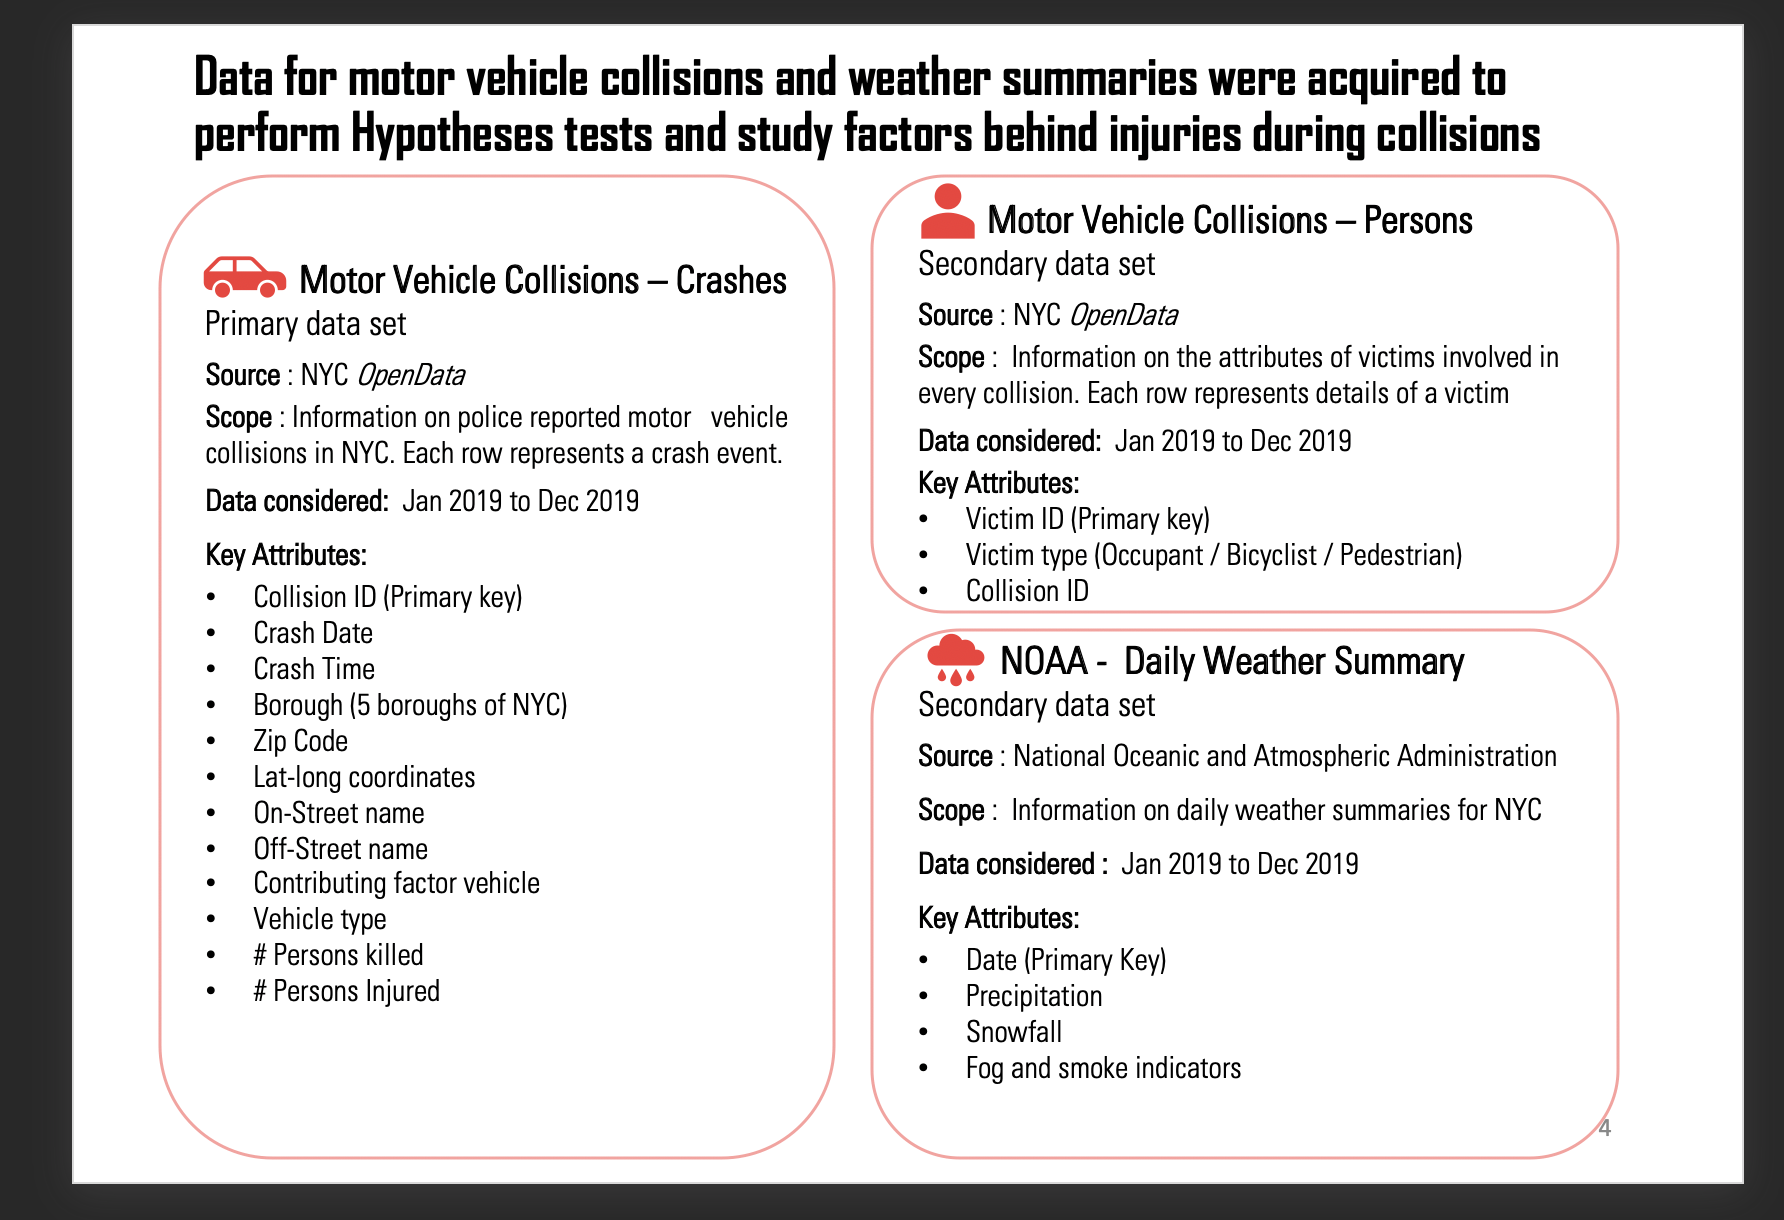 Data for motor vehicle collisions and weather summaries were acquired to
perform Hypotheses tests and study factors behind injuries during collisions
Motor Vehicle Collisions – Crashes
Primary data set
Source : NYC OpenData
Scope : Information on police reported motor   vehicle
collisions in NYC. Each row represents a crash event.
Data considered:  Jan 2019 to Dec 2019
Key Attributes:
• Collision ID (Primary key)
• Crash Date
• Crash Time
• Borough (5 boroughs of NYC)
• Zip Code
• Lat-long coordinates
• On-Street name
• Off-Street name
• Contributing factor vehicle
• Vehicle type
• # Persons killed
• # Persons Injured
Motor Vehicle Collisions – Persons
Secondary data set
Source : NYC OpenData
Scope :  Information on the attributes of victims involved in
every collision. Each row represents details of a victim
Data considered:  Jan 2019 to Dec 2019
Key Attributes:
• Victim ID (Primary key)
• Victim type (Occupant / Bicyclist / Pedestrian)
• Collision ID
NOAA -  Daily Weather Summary
Secondary data set
Source : National Oceanic and Atmospheric Administration
Scope :  Information on daily weather summaries for NYC
Data considered :  Jan 2019 to Dec 2019
Key Attributes:
• Date (Primary Key)
• Precipitation
• Snowfall
• Fog and smoke indicators
4